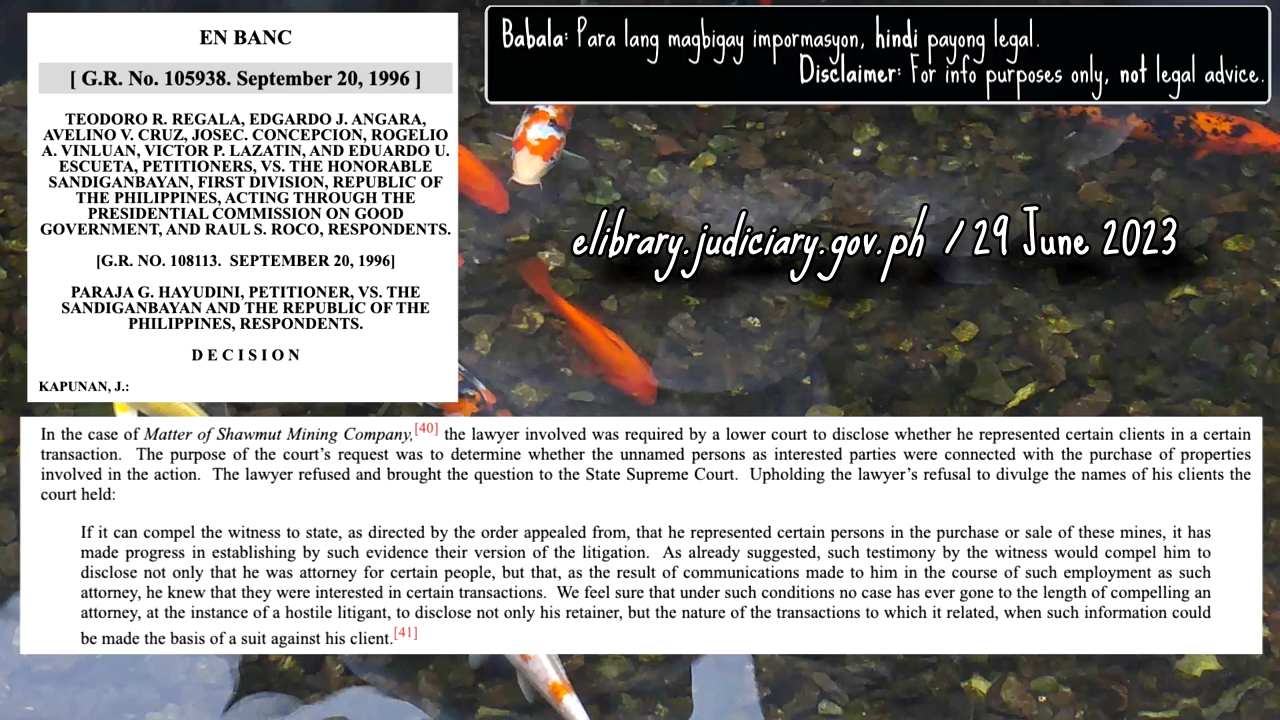 EN BANC
[ G.R. No. 105938. September 20, 1996 ]
TEODORO R. REGALA, EDGARDO J. ANGARA,
AVELINO V. CRUZ, JOSEC. CONCEPCION, ROGELIO
A. VINLUAN, VICTOR P. LAZATIN, AND EDUARDO U.
ESCUETA, PETITIONERS, VS. THE HONORABLE
SANDIGANBAYAN, FIRST DIVISION, REPUBLIC OF
THE PHILIPPINES, ACTING THROUGH THE
PRESIDENTIAL COMMISSION ON GOOD
GOVERNMENT, AND RAUL S. ROCO, RESPONDENTS.
[G.R. NO. 108113. SEPTEMBER 20, 1996]
PARAJA G. HAYUDINI, PETITIONER, VS. THE
SANDIGANBAYAN AND THE REPUBLIC OF THE
PHILIPPINES, RESPONDENTS.
D E C I S I O N
KAPUNAN, J.:
Babala: Para lang magbigay impormasyon, hindi payong legal.
Disclaimer: For info purposes only, not legal advice.
elibrary.judiciary.gov.ph / 29 June 2023
In the case of Matter of Shawmut Mining Company,[40] the lawyer involved was required by a lower court to disclose whether he represented certain clients in a certain
transaction. The purpose of the court's request was to determine whether the unnamed persons as interested parties were connected with the purchase of properties
involved in the action. The lawyer refused and brought the question to the State Supreme Court. Upholding the lawyer's refusal to divulge the names of his clients the
court held:
If it can compel the witness to state, as directed by the order appealed from, that he represented certain persons in the purchase or sale of these mines, it has
made progress in establishing by such evidence their version of the litigation. As already suggested, such testimony by the witness would compel him to
disclose not only that he was attorney for certain people, but that, as the result of communications made to him in the course of such employment as such
attorney, he knew that they were interested in certain transactions. We feel sure that under such conditions no case has ever gone to the length of compelling an
attorney, at the instance of a hostile litigant, to disclose not only his retainer, but the nature of the transactions to which it related, when such information could
be made the basis of a suit against his client.[41]